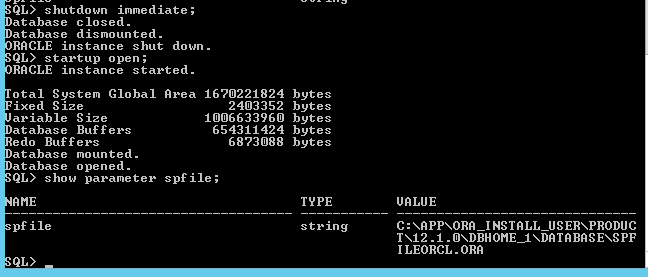 string
SQL> shutdown immediate;
Database closed.
Database dismounted.
ORACLE instance shut down.
SQL> startup open;
ORACLE instance started.
Total System Global Area 1670221824 bytes
Fixed Size 2403352 bytes
Variable Size 1006633960 bytes
Database Buffers 654311424 bytes
Redo Buffers 6873088 bytes
Database mounted.
Database opened.
SQL> show parameter spfile;
NAME TYPE VALUE
------------------------------------ ----------- ------------------------------
spfile string C:\APP\ORA_INSTALL_USER\PRODUC
T\12.1.0\DBHOME_1\DATABASE\SPF
ILEORCL.ORA
SQL> _